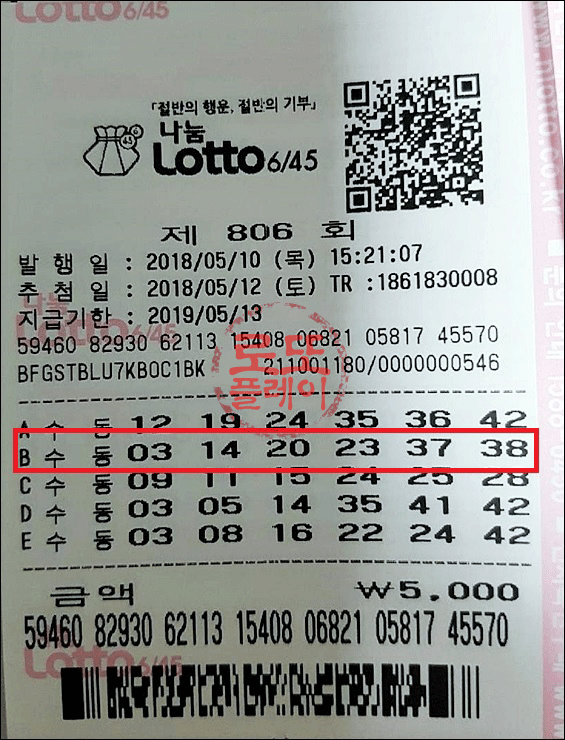 Lotto 6/45
「절반의 행운, 절반의 기부」
나눔
Lotto 6/45
제 806 회
발 행 일 : 2018/05/10 (목) 15:21:07
추 첨 일 : 2018/05/12 (토) TR :1861830008
지급기한 : 2019/05/13
59460 82930 62113 15408 06821 05817 45570
BFGSTBLU7KBOC1BK 211001180/0000000546
로또
플레이
A 수 동 12 19 24 35 36 42
B 수 동 03 14 20 23 37 38
C 수 동 09 11 15 24 25 28
D 수 동 03 05 14 35 41 42
E 수 동 03 08 16 22 24 42
금액 ₩5,000
59460 82930 62113 15408 06821 05817 45570
Lotto 6/45